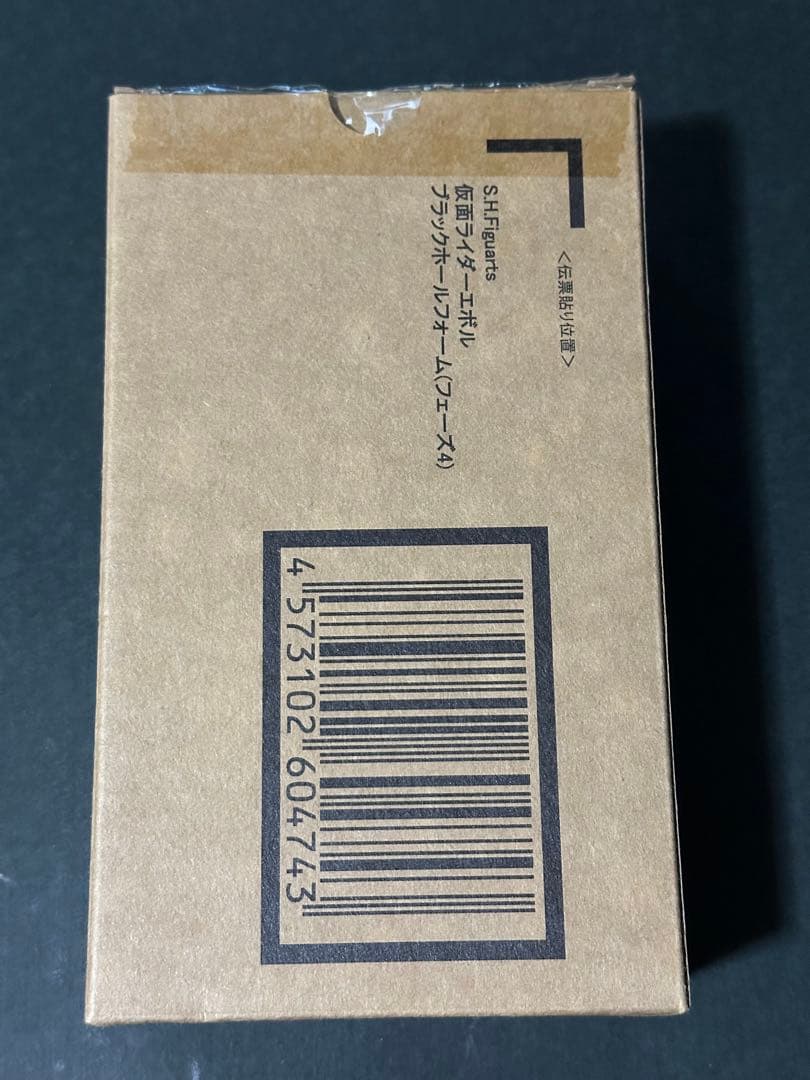 <伝票貼り位置>
S.H.Figuarts
仮面ライダーエボル
ブラックホールフォーム(フェーズ4)
4 573102 604743